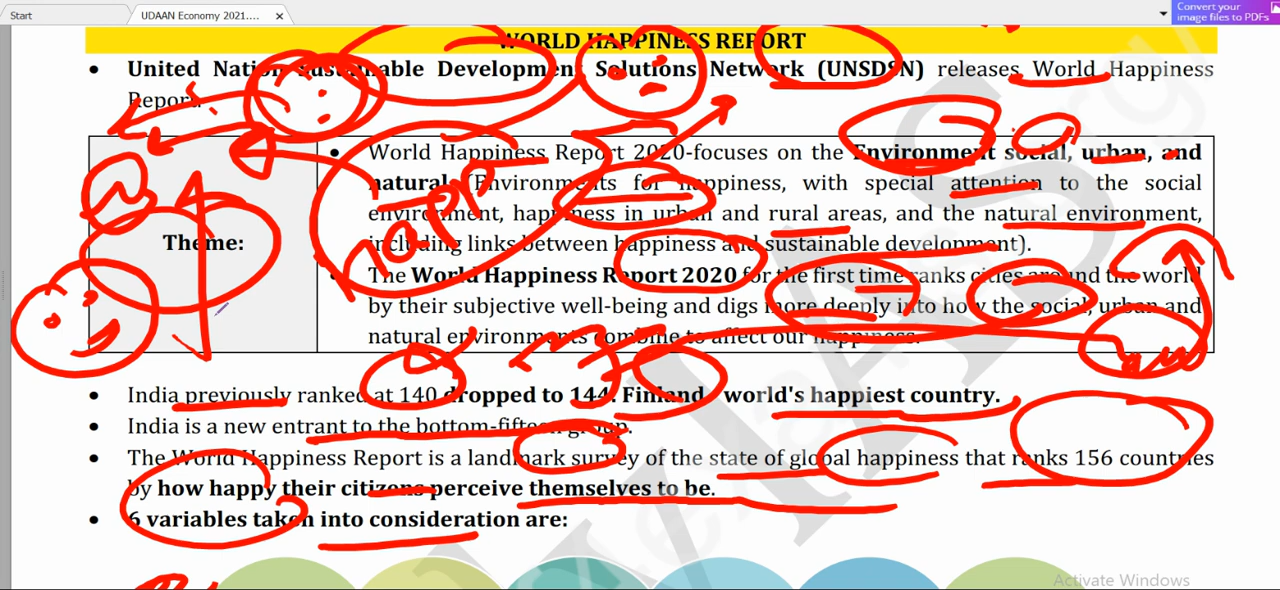 Start
UDAAN Economy 2021....
Convert your
image files to PDFs
WORLD HAPPINESS REPORT
• United Nation Sustainable Development Solutions Network (UNSDSN) releases World Happiness
Report.
• World Happiness Report 2020-focuses on the Environment social, urban, and
natural (Environments for happiness, with special attention to the social
environment, happiness in urban and rural areas, and the natural environment,
including links between happiness and sustainable development).
Theme:
• The World Happiness Report 2020 for the first time ranks cities around the world
by their subjective well-being and digs more deeply into how the social, urban and
natural environments combine to affect our happiness.
• India previously ranked at 140 dropped to 144. Finland world's happiest country.
• India is a new entrant to the bottom-fifteen group.
• The World Happiness Report is a landmark survey of the state of global happiness that ranks 156 countries
by how happy their citizens perceive themselves to be.
• 6 variables taken into consideration are:
Activate Windows